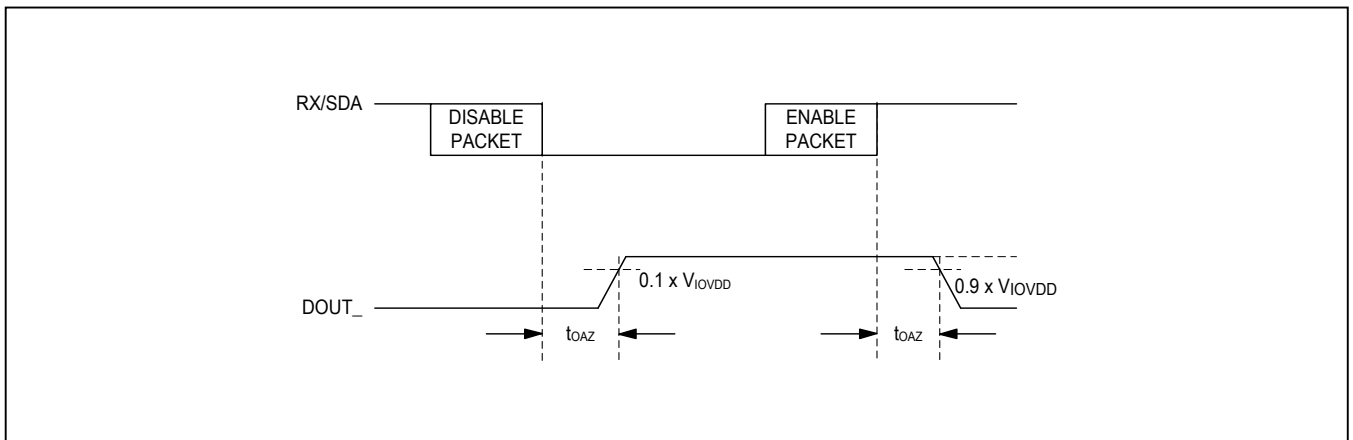 RX/SDA
DISABLE
PACKET
ENABLE
PACKET
0.1 x VIOVDD
0.9 x VIOVDD
DOUT_
tOAZ
tOAZ